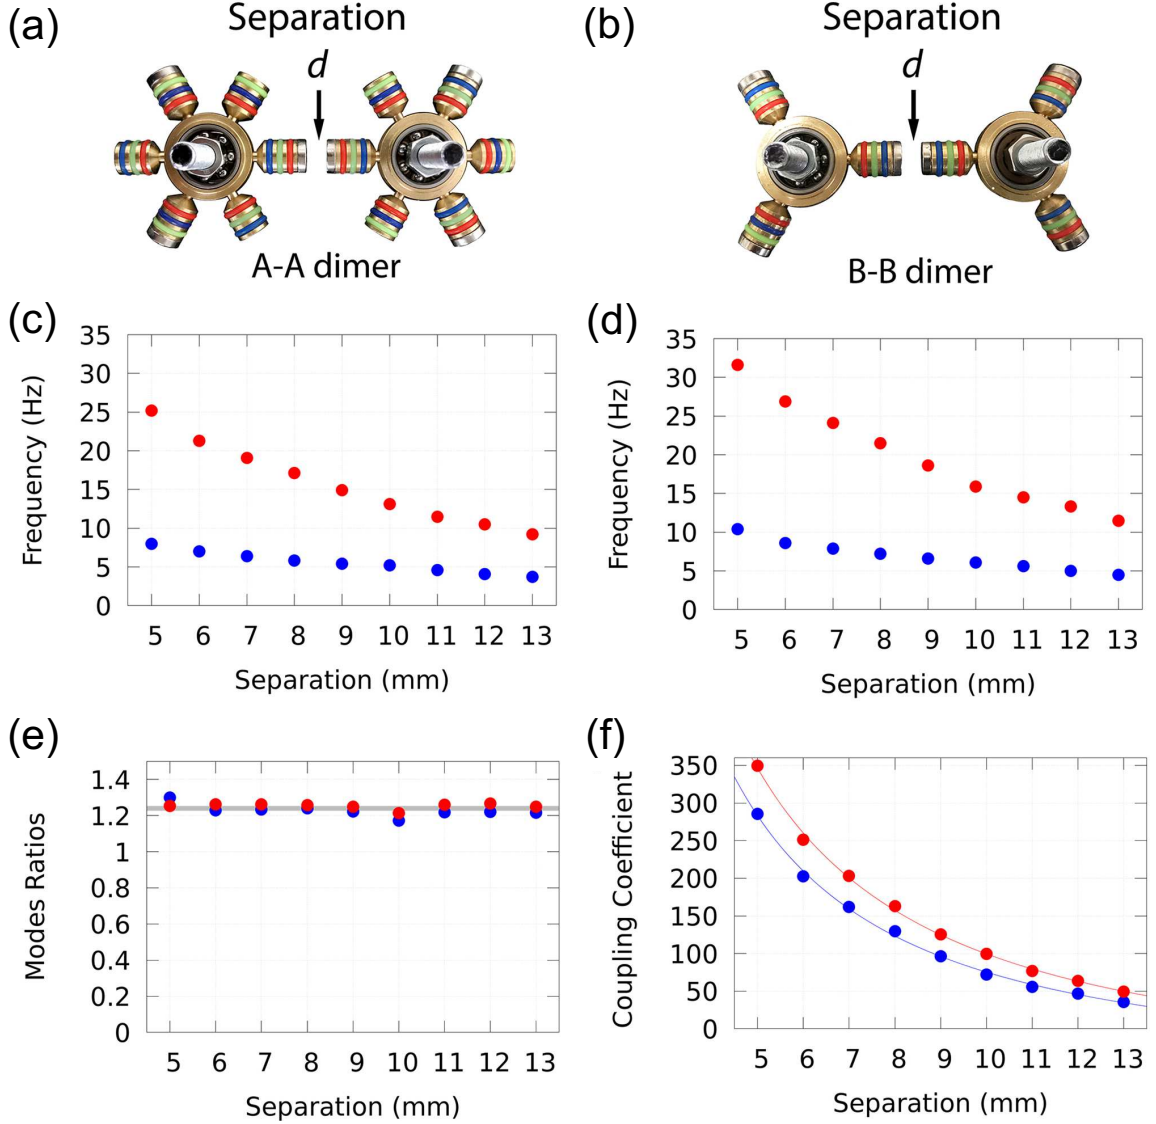 (a) Separation
d
A-A dimer
(b) Separation
d
B-B dimer
(c)
35
30
25
20
15
10
5
0
Frequency (Hz)
5 6 7 8 9 10 11 12 13
Separation (mm)
(d)
35
30
25
20
15
10
5
0
Frequency (Hz)
5 6 7 8 9 10 11 12 13
Separation (mm)
(e)
1.4
1.2
1
0.8
0.6
0.4
0.2
0
Modes Ratios
5 6 7 8 9 10 11 12 13
Separation (mm)
(f)
350
300
250
200
150
100
50
0
Coupling Coefficient
5 6 7 8 9 10 11 12 13
Separation (mm)